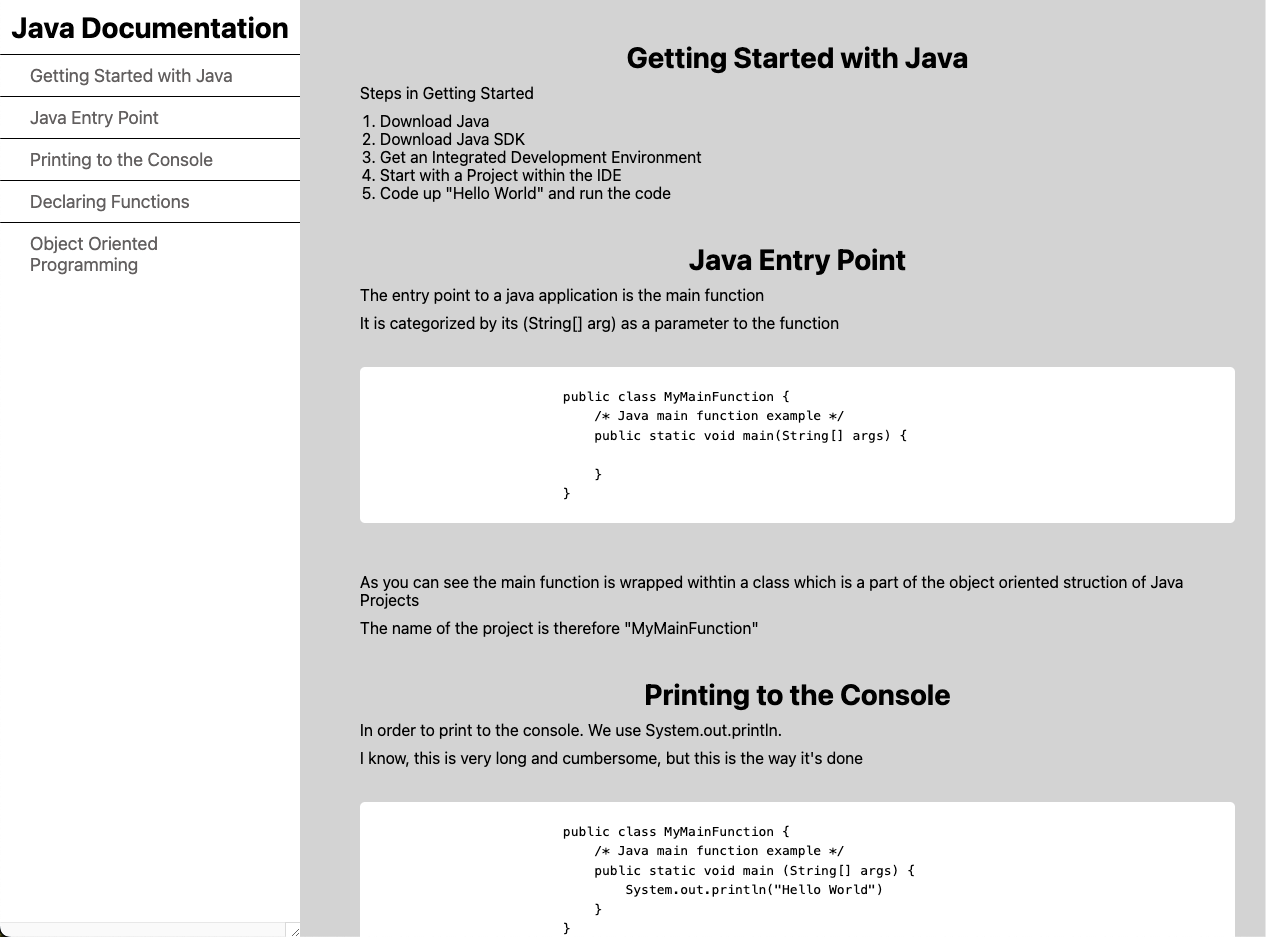 Java Documentation
Getting Started with Java
Java Entry Point
Printing to the Console
Declaring Functions
Object Oriented
Programming
Getting Started with Java
Steps in Getting Started
1. Download Java
2. Download Java SDK
3. Get an Integrated Development Environment
4. Start with a Project within the IDE
5. Code up "Hello World" and run the code
Java Entry Point
The entry point to a java application is the main function
It is categorized by its (String[] arg) as a parameter to the function
public class MyMainFunction {
    /* Java main function example */
    public static void main(String[] args) {

    }
}
As you can see the main function is wrapped withtin a class which is a part of the object oriented struction of Java
Projects
The name of the project is therefore "MyMainFunction"
Printing to the Console
In order to print to the console. We use System.out.println.
I know, this is very long and cumbersome, but this is the way it's done
public class MyMainFunction {
    /* Java main function example */
    public static void main (String[] args) {
        System.out.println("Hello World")
    }
}